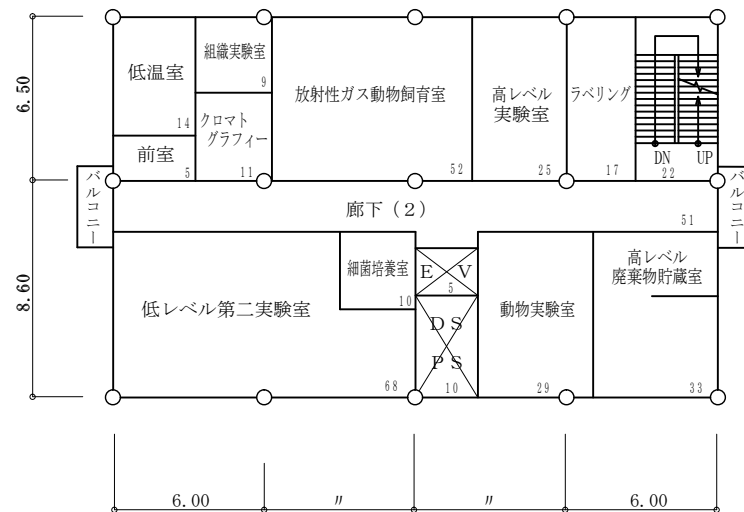 6.50
8.60
低温室
14
前室
5
組織実験室
9
クロマト
グラフィー
11
放射性ガス動物飼育室
52
高レベル
実験室
25
ラベリング
17
DN
UP
22
バルコニー
廊下（２）
51
バルコニー
低レベル第二実験室
68
細菌培養室
10
ＥＶ
5
ＤＳ
ＰＳ
10
動物実験室
29
高レベル
廃棄物貯蔵室
33
6.00
〃
〃
6.00